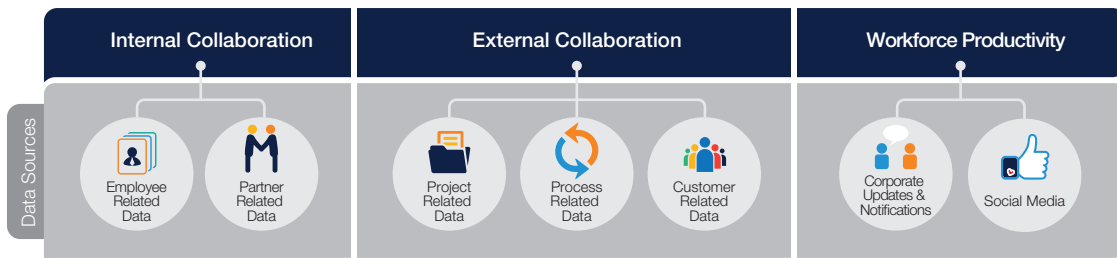 Internal Collaboration
External Collaboration
Workforce Productivity
Data Sources
Employee
Related
Data
Partner
Related
Data
Project
Related
Data
Process
Related
Data
Customer
Related
Data
Corporate
Updates &
Notifications
Social Media